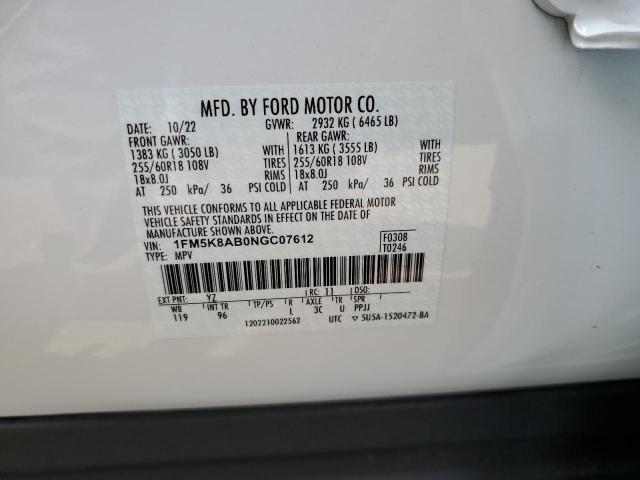 MFD. BY FORD MOTOR CO.
DATE: 10/22 GVWR: 2932 KG ( 6465 LB)
FRONT GAWR: REAR GAWR:
1383 KG ( 3050 LB) WITH 1613 KG ( 3555 LB) WITH
255/60R18 108V TIRES 255/60R18 108V TIRES
18x8.0J RIMS 18x8.0J RIMS
AT 250 kPa/ 36 PSI COLD AT 250 kPa/ 36 PSI COLD
THIS VEHICLE CONFORMS TO ALL APPLICABLE FEDERAL MOTOR
VEHICLE SAFETY STANDARDS IN EFFECT ON THE DATE OF
MANUFACTURE SHOWN ABOVE.
VIN: 1FM5K8AB0NGC07612 F0308
TYPE: MPV T0246
EXT PNT: YZ RC: 11 DSO:
WB INT TR TP/PS R AXLE TR SPR
119 96 L 3C U PPJJ
1202210022562 UTC ▽ 5U5A-1520472-BA